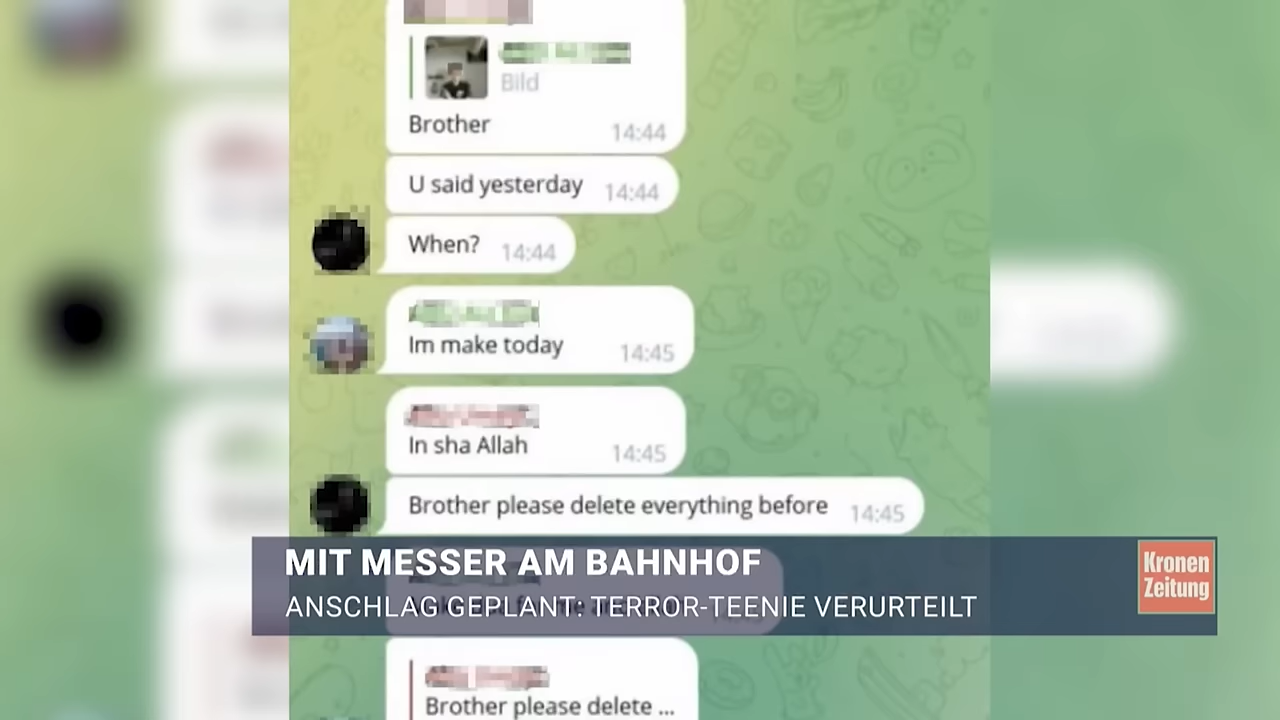 Bild
Brother 14:44
U said yesterday 14:44
When? 14:44
Im make today 14:45
In sha Allah 14:45
Brother please delete everything before 14:45
MIT MESSER AM BAHNHOF
ANSCHLAG GEPLANT: TERROR-TEENIE VERURTEILT
Kronen
Zeitung
Brother please delete ...